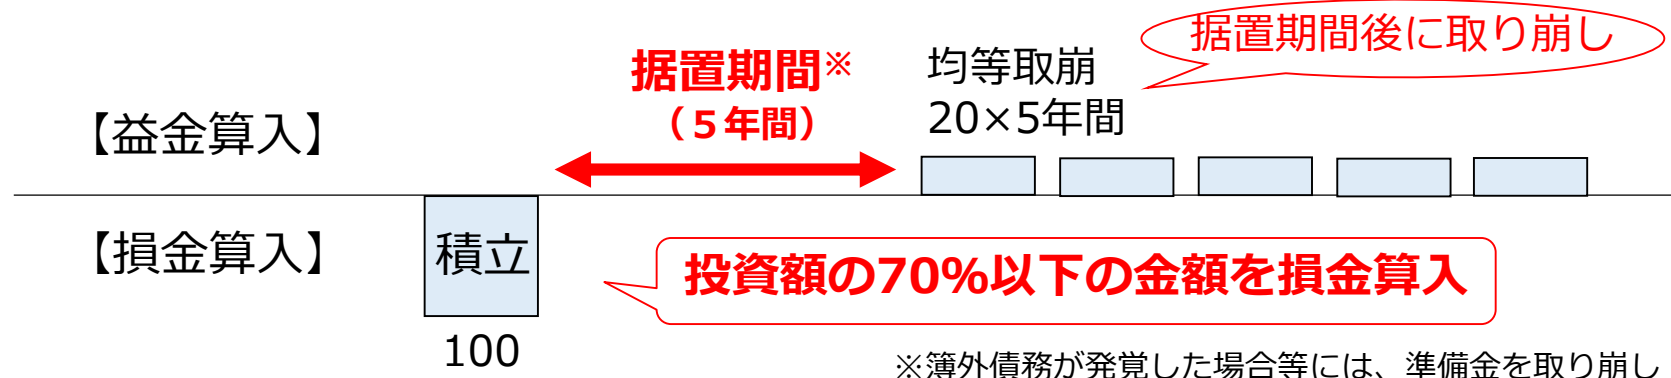 据置期間後に取り崩し
据置期間※
（５年間）
均等取崩
20×5年間
【益金算入】
【損金算入】
積立
投資額の70%以下の金額を損金算入
100
※簿外債務が発覚した場合等には、準備金を取り崩し